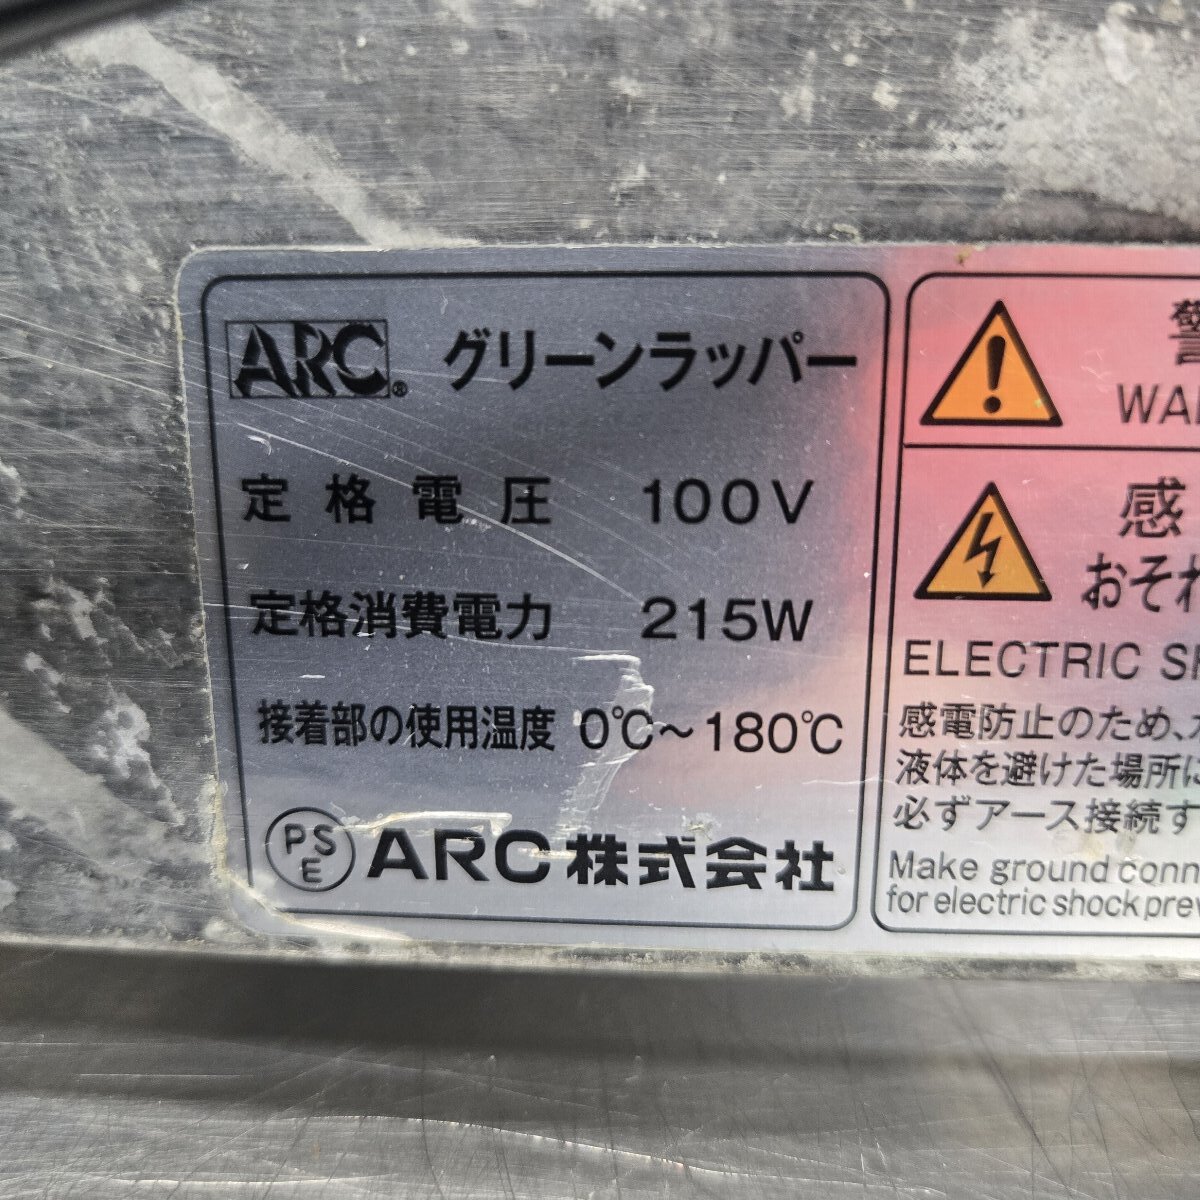 ARC® グリーンラッパー
定格電圧 100V
定格消費電力 215W
接着部の使用温度 0℃～180℃
PSE ARC株式会社
警
感
おそれ
ELECTRIC
感電防止のため、
液体を避けた場所に
必ずアース接続す
Make ground
for electric shock